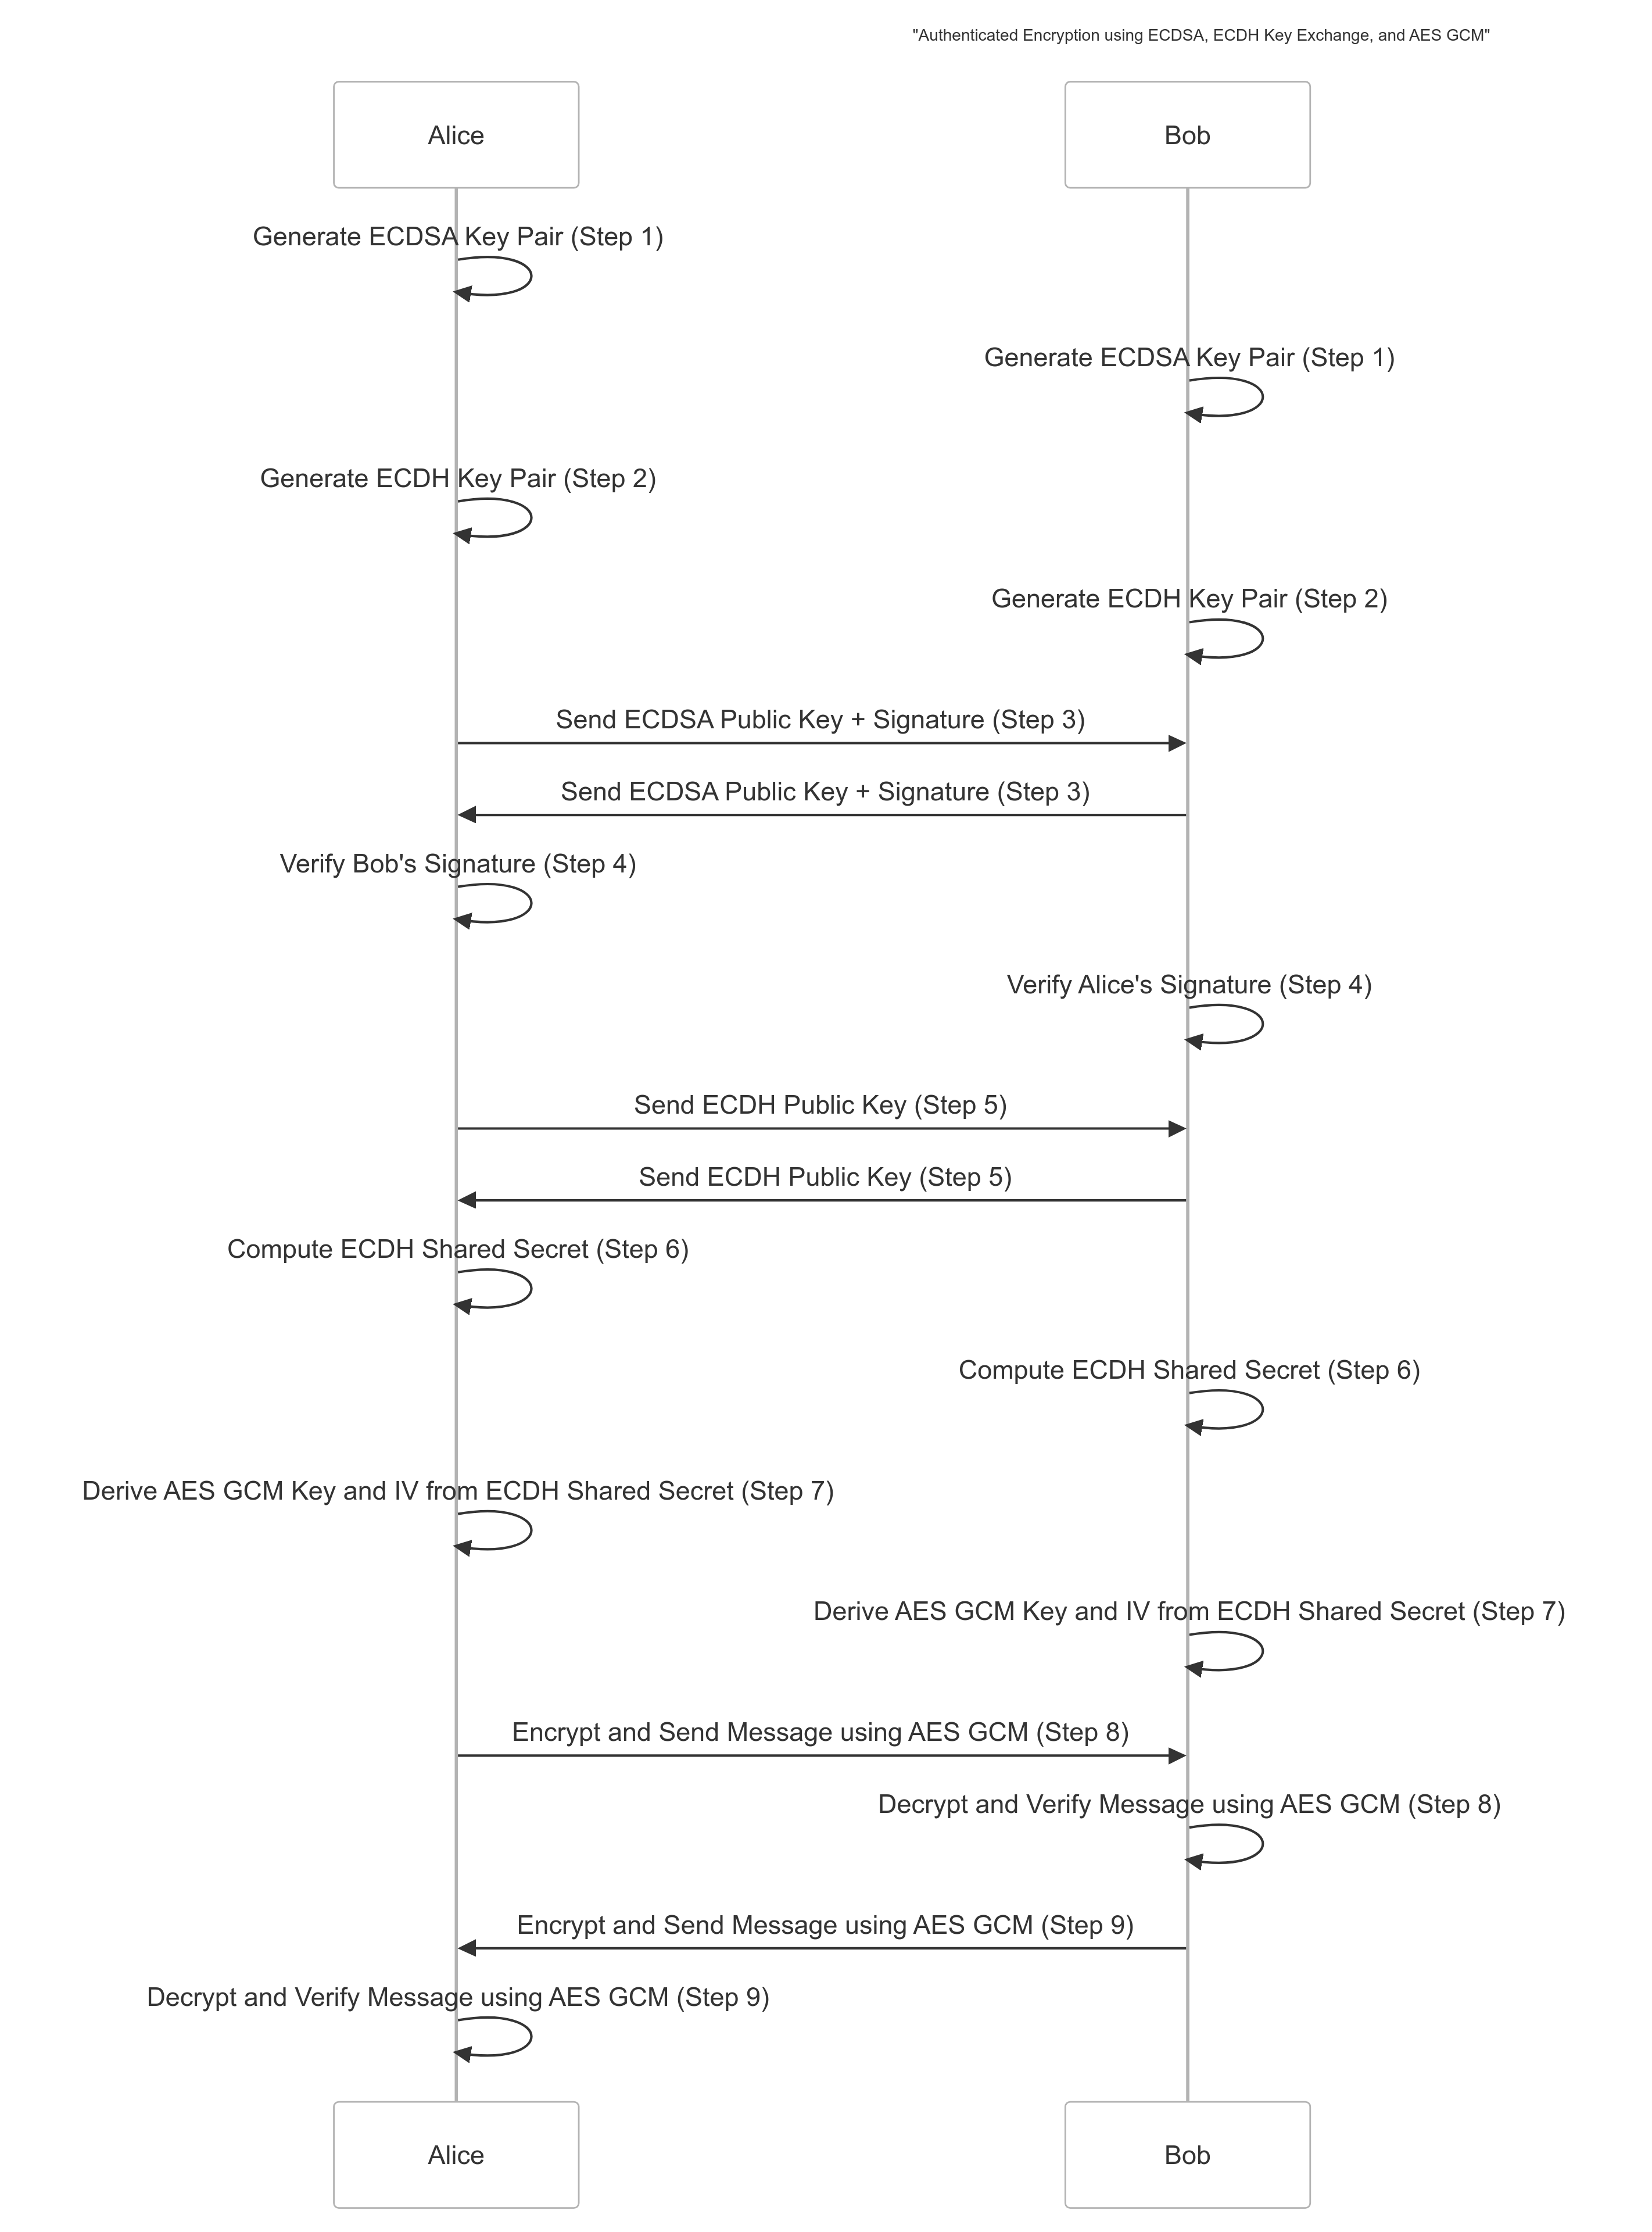 "Authenticated Encryption using ECDSA, ECDH Key Exchange, and AES GCM"
Alice
Bob
Generate ECDSA Key Pair (Step 1)
Generate ECDSA Key Pair (Step 1)
Generate ECDH Key Pair (Step 2)
Generate ECDH Key Pair (Step 2)
Send ECDSA Public Key + Signature (Step 3)
Send ECDSA Public Key + Signature (Step 3)
Verify Bob's Signature (Step 4)
Verify Alice's Signature (Step 4)
Send ECDH Public Key (Step 5)
Send ECDH Public Key (Step 5)
Compute ECDH Shared Secret (Step 6)
Compute ECDH Shared Secret (Step 6)
Derive AES GCM Key and IV from ECDH Shared Secret (Step 7)
Derive AES GCM Key and IV from ECDH Shared Secret (Step 7)
Encrypt and Send Message using AES GCM (Step 8)
Decrypt and Verify Message using AES GCM (Step 8)
Encrypt and Send Message using AES GCM (Step 9)
Decrypt and Verify Message using AES GCM (Step 9)
Alice
Bob